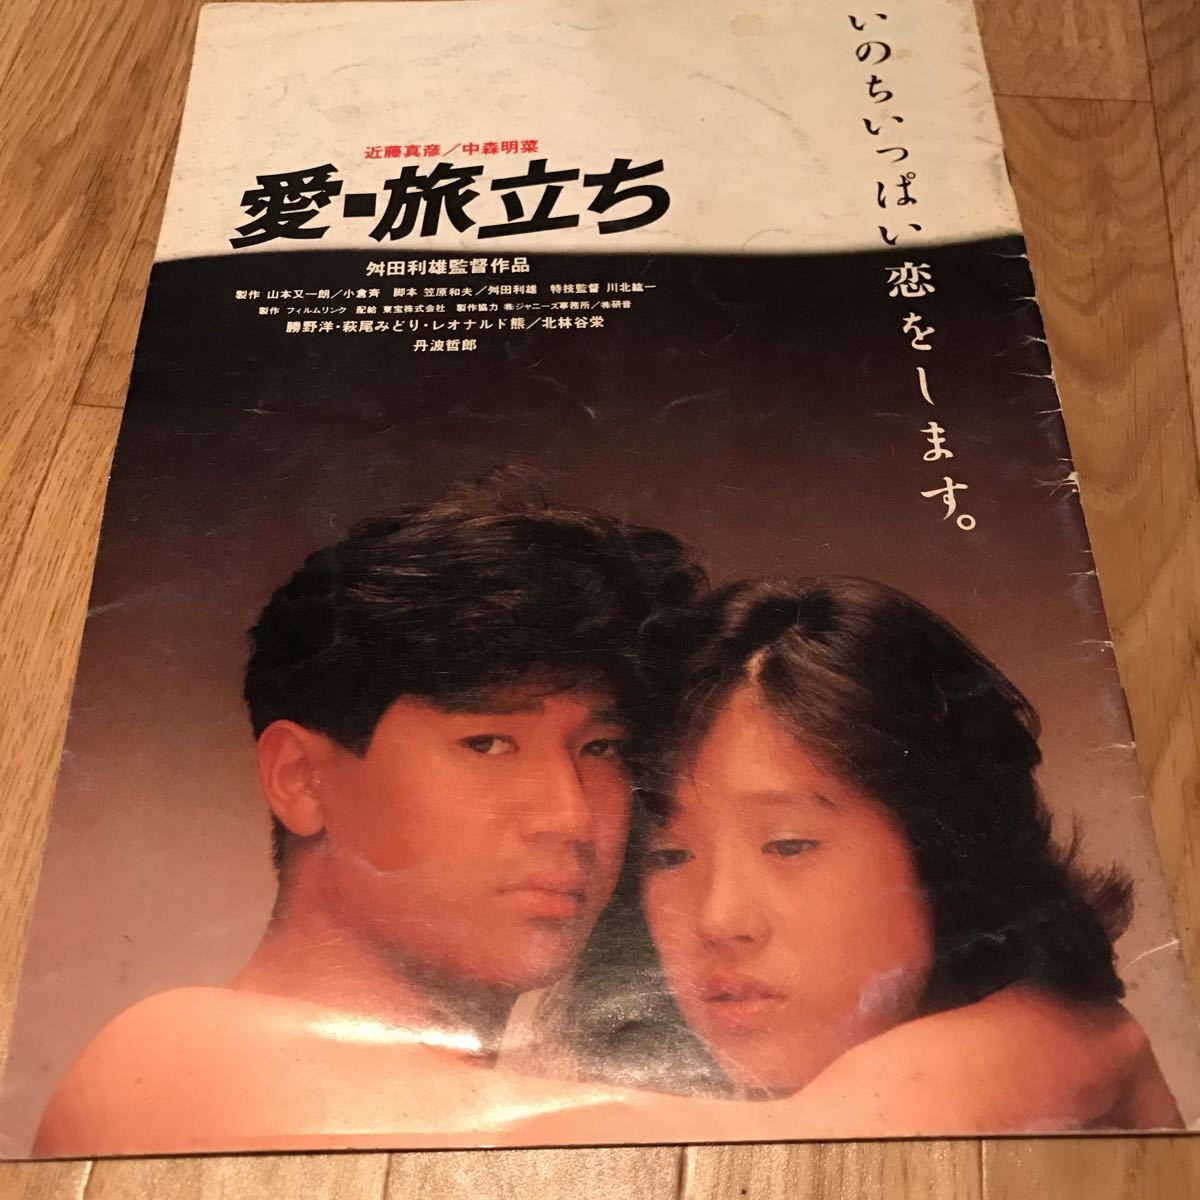 いのちいっぱい恋をします。
近藤真彦／中森明菜
愛・旅立ち
舛田利雄監督作品
製作 山本又一朗／小倉斉 脚本 笠原和夫／舛田利雄 特技監督 川北紘一
製作 フィルムリンク 配給 東宝株式会社 製作協力 ㈱ジャニーズ事務所／㈱研音
勝野洋・萩尾みどり・レオナルド熊／北林谷栄
丹波哲郎